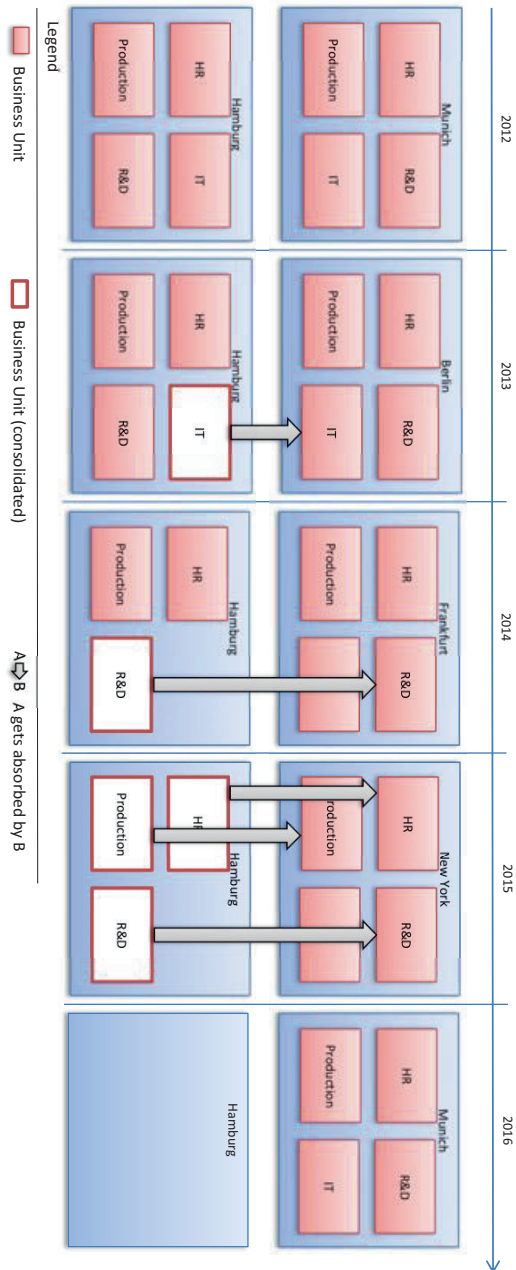 2012
2013
2014
2015
2016
Munich
HR
R&D
Production
IT
Berlin
HR
R&D
Production
IT
Frankfurt
HR
R&D
Production
New York
HR
R&D
Production
Munich
HR
R&D
Production
IT
Hamburg
HR
IT
Production
R&D
Hamburg
HR
IT
Production
R&D
Hamburg
HR
Production
R&D
Hamburg
HR
Production
R&D
Hamburg
Legend
Business Unit
Business Unit (consolidated)
A B A gets absorbed by B